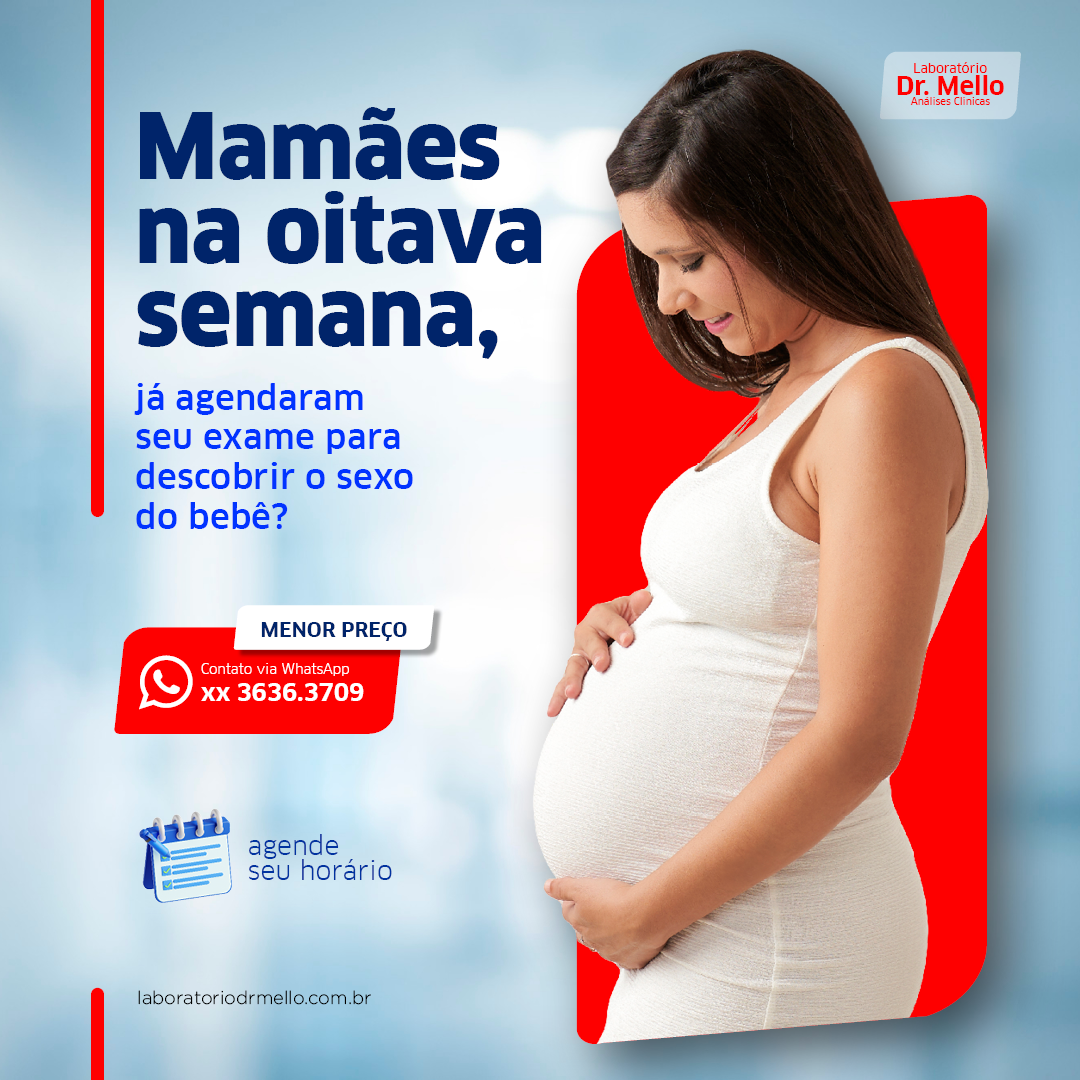 Laboratório
Dr. Mello
Análises Clínicas
Mamães
na oitava
semana,
já agendaram
seu exame para
descobrir o sexo
do bebê?
MENOR PREÇO
Contato via WhatsApp
xx 3636.3709
agende
seu horário
laboratoriodrmello.com.br